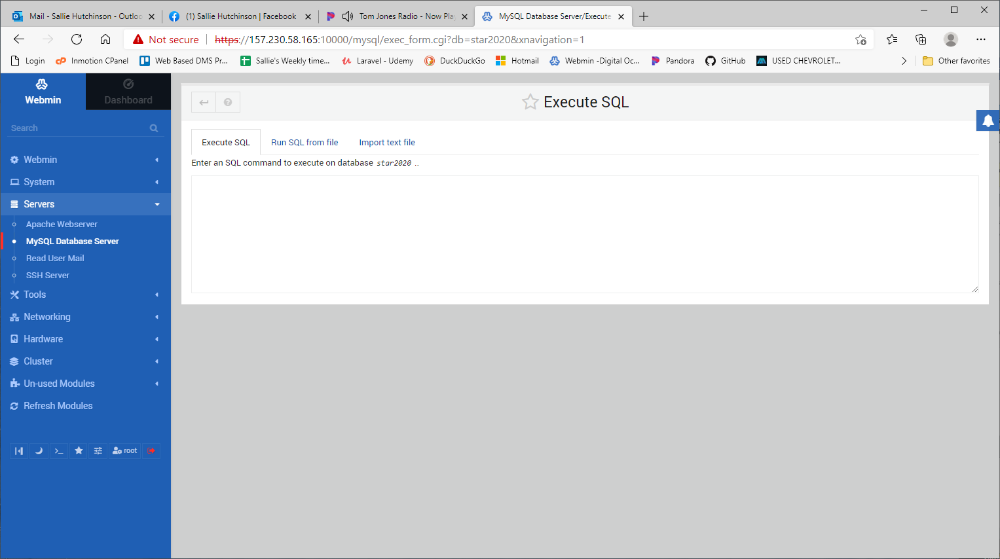 Mail - Sallie Hutchinson - Outloo
(1) Sallie Hutchinson | Facebook
Tom Jones Radio - Now Pla
MySQL Database Server/Execute
Not secure
https://157.230.58.165:10000/mysql/exec_form.cgi?db=star2020&xnavigation=1
Login
cP
Inmotion CPanel
Web Based DMS Pr...
Sallie's Weekly time...
Laravel - Udemy
DuckDuckGo
Hotmail
Webmin -Digital Oc...
Pandora
GitHub
USED CHEVROLET...
Other favorites
Webmin
Dashboard
Search
Webmin
System
Servers
Apache Webserver
MySQL Database Server
Read User Mail
SSH Server
Tools
Networking
Hardware
Cluster
Un-used Modules
Refresh Modules
root
Execute SQL
Execute SQL
Run SQL from file
Import text file
Enter an SQL command to execute on database star2020 ..